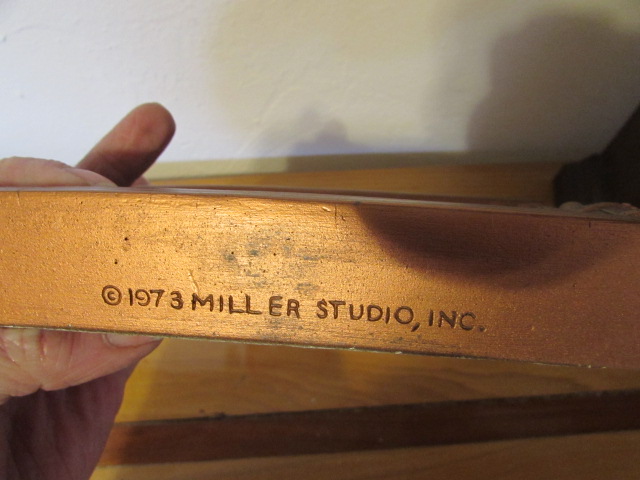 ©1973 MILLER STUDIO, INC.